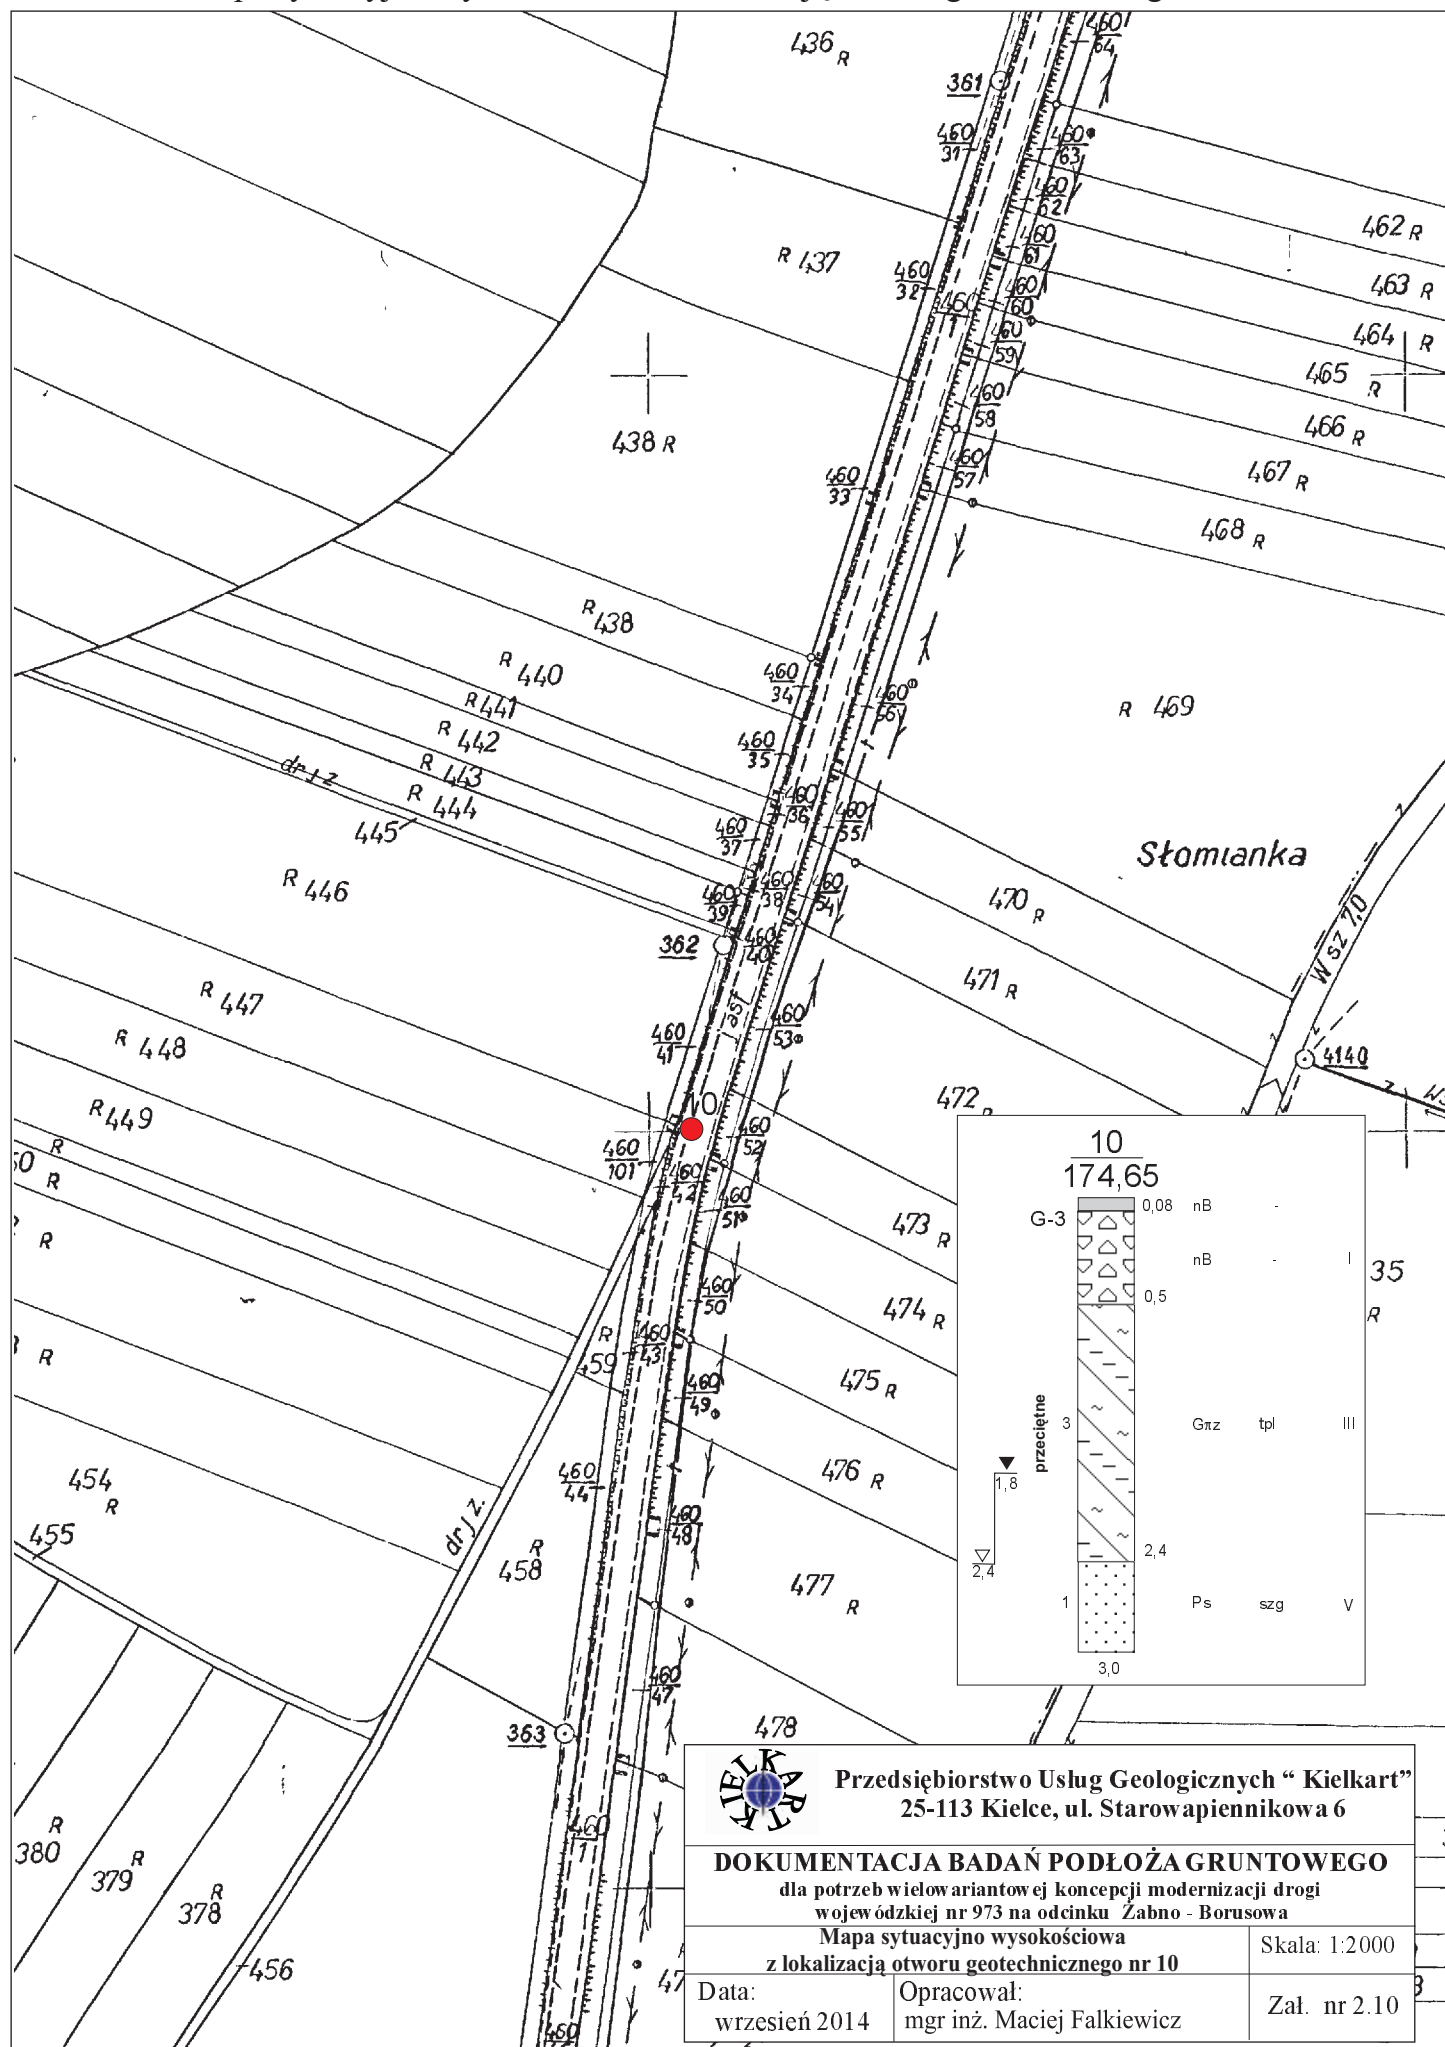 436 R
361
460
64
460
31
460
63
460
62
462 R
R 437
460
61
460
32
460
60
463 R
460
460
59
464 R
465 R
438 R
460
58
466 R
460
33
460
57
467 R
468 R
R 438
R 440
460
34
460
56
R 469
R 441
R 442
460
35
drjz
R 443
R 444
445
460
36
460
37
460
55
Słomianka
R 446
460
38
460
39
460
54
470 R
W sz 7,0
362
460
40
471 R
R 447
jasf
460
53
R 448
460
41
4140
472 R
R 449
10
460
52
460
101
460
42
R
R
R
460
51
473 R
460
50
474 R
R
R
459
460
43
475 R
460
49
476 R
454
R
455
460
44
drjz.
R
458
460
48
477 R
460
47
363
478
460
1
R
380
R
379
R
378
456
460
10
174,65
G-3
0,08 nB -
nB - I
0,5
35
R
przeciętne
3 Gπz tpl III
1,8
2,4
2,4
1 Ps szg V
3,0
KIELKART
Przedsiębiorstwo Usług Geologicznych “ Kielkart”
25-113 Kielce, ul. Starowapiennikowa 6
DOKUMENTACJA BADAŃ PODŁOŻA GRUNTOWEGO
dla potrzeb wielowariantowej koncepcji modernizacji drogi
wojewódzkiej nr 973 na odcinku Żabno - Borusowa
Mapa sytuacyjno wysokościowa
z lokalizacją otworu geotechnicznego nr 10
Skala: 1:2000
Data:
wrzesień 2014
Opracował:
mgr inż. Maciej Falkiewicz
Zał. nr 2.10